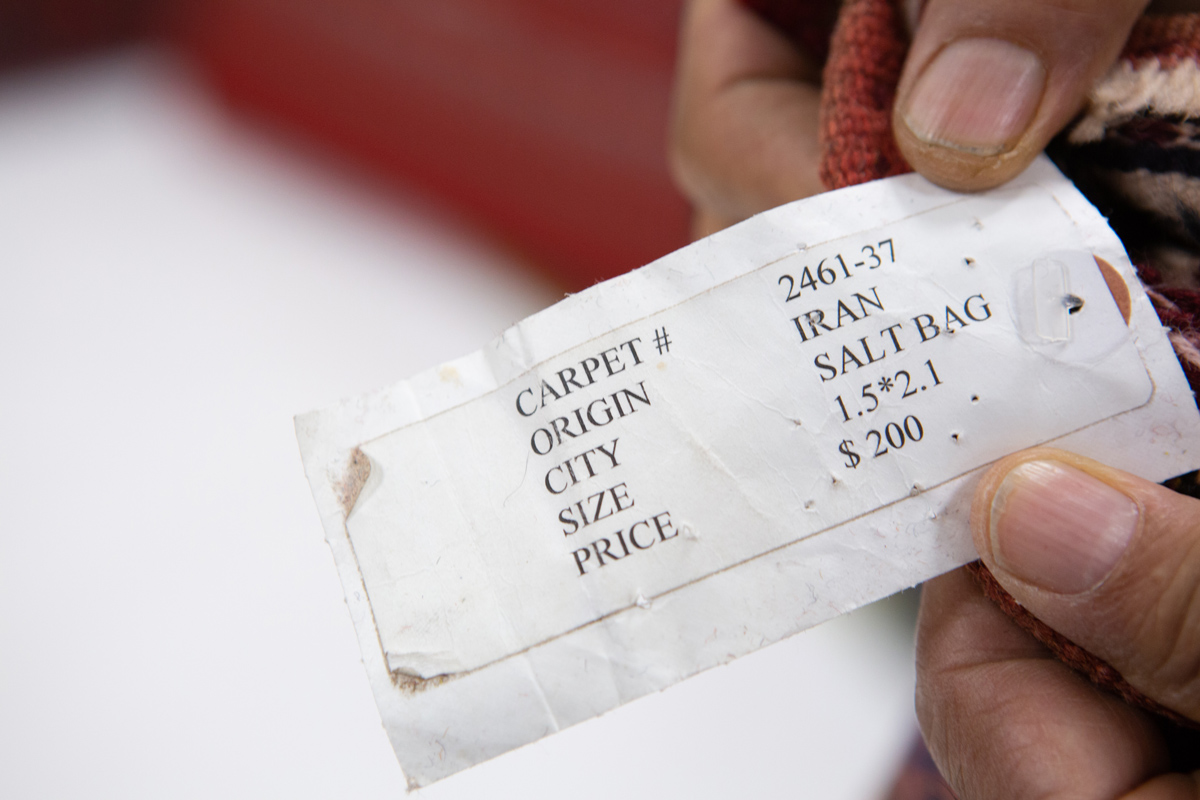 CARPET # 2461-37
ORIGIN IRAN
CITY SALT BAG
SIZE 1.5*2.1
PRICE $ 200